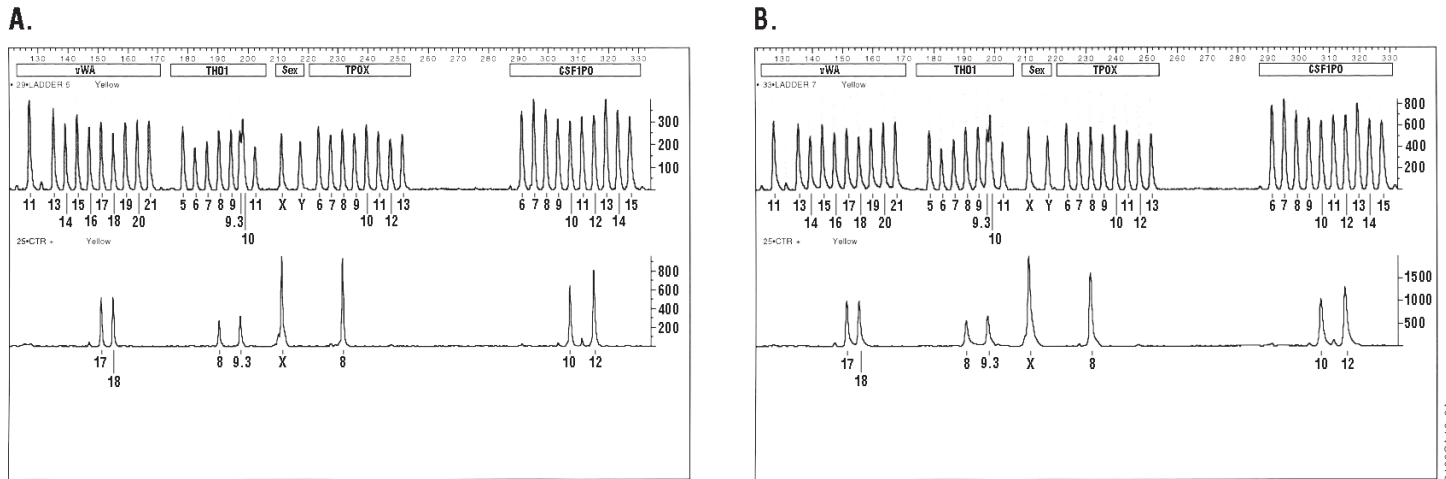 A.
130 140 150 160 170 180 190 200 210 220 230 240 250 260 270 280 290 300 310 320 330
vWA THO1 Sex TPOX CSF1PO
• 29•LADDER 5 Yellow
300
200
100
11 13 15 17 19 21 5 6 7 8 9 11 X Y 6 7 8 9 11 13 6 7 8 9 11 13 15
14 16 18 20 9.3 10 12 10 12 14
10
25•CTR + Yellow
800
600
400
200
17 8 9.3 X 8 10 12
18
B.
130 140 150 160 170 180 190 200 210 220 230 240 250 260 270 280 290 300 310 320 330
vWA THO1 Sex TPOX CSF1PO
• 33•LADDER 7 Yellow
800
600
400
200
11 13 15 17 19 21 5 6 7 8 9 11 X Y 6 7 8 9 11 13 6 7 8 9 11 13 15
14 16 18 20 9.3 10 12 10 12 14
10
25•CTR + Yellow
1500
1000
500
17 8 9.3 X 8 10 12
18